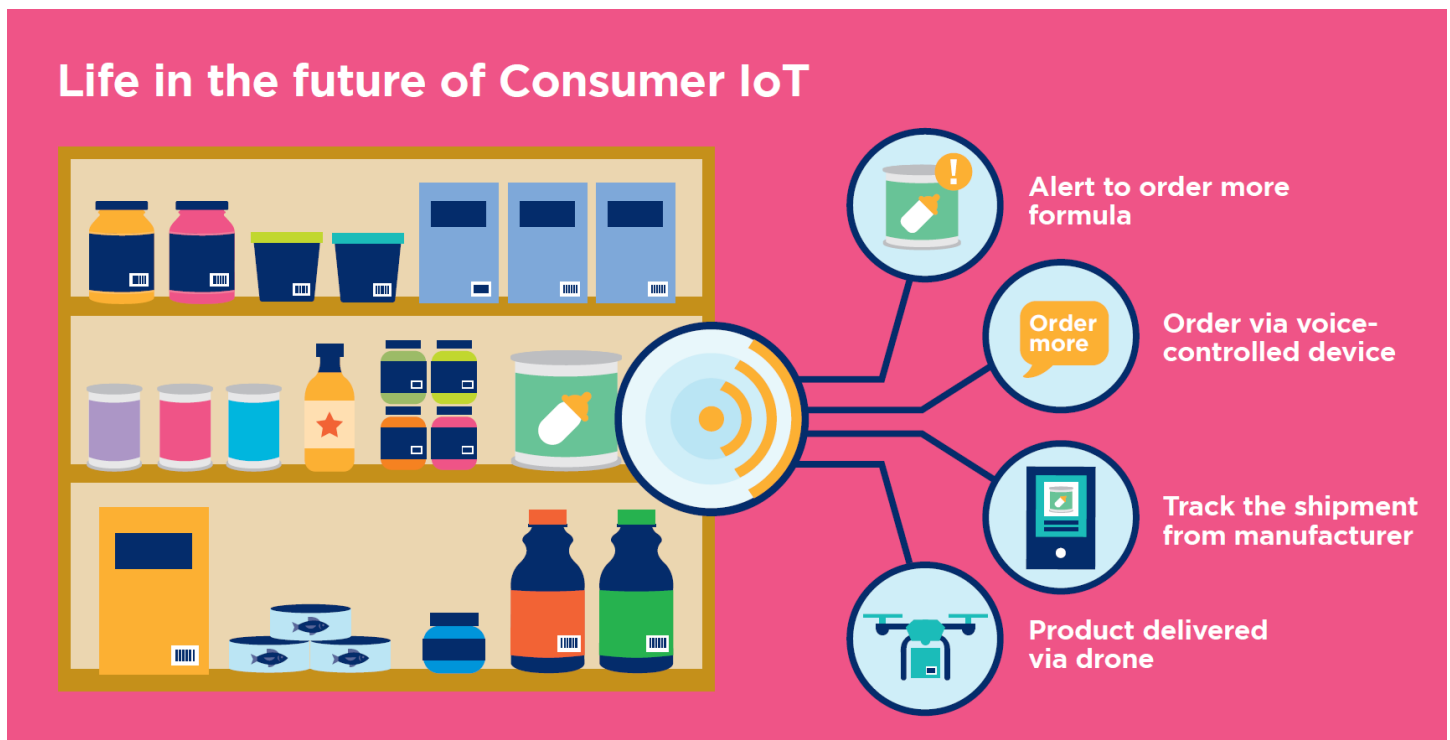 Life in the future of Consumer IoT
Alert to order more
formula
Order
more
Order via voice-
controlled device
Track the shipment
from manufacturer
Product delivered
via drone